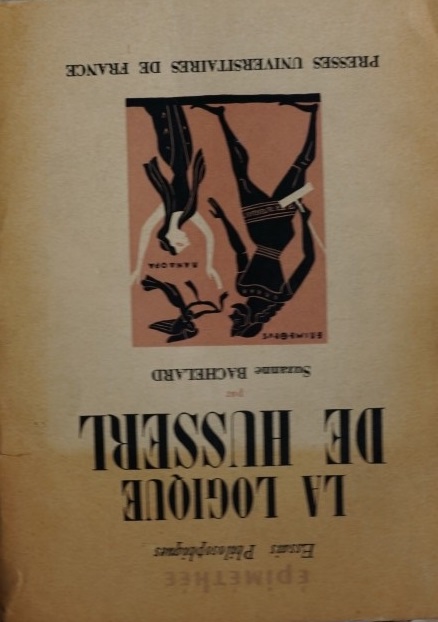 ÉPIMÉTHÉE
Essais Philosophiques
LA LOGIQUE
DE HUSSERL
par
Suzanne BACHELARD
PRESSES UNIVERSITAIRES DE FRANCE